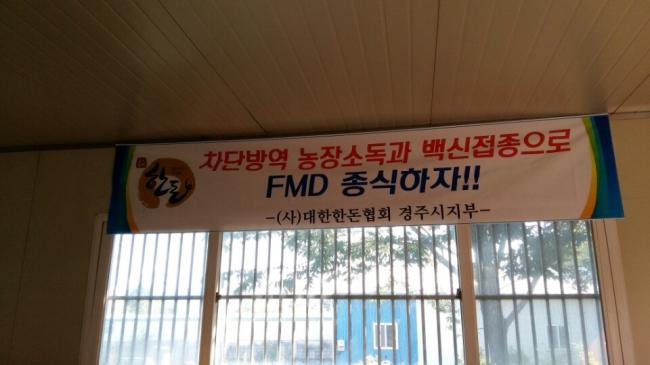 한돈
차단방역 농장소독과 백신접종으로
FMD 종식하자!!
-(사)대한한돈협회 경주시지부-